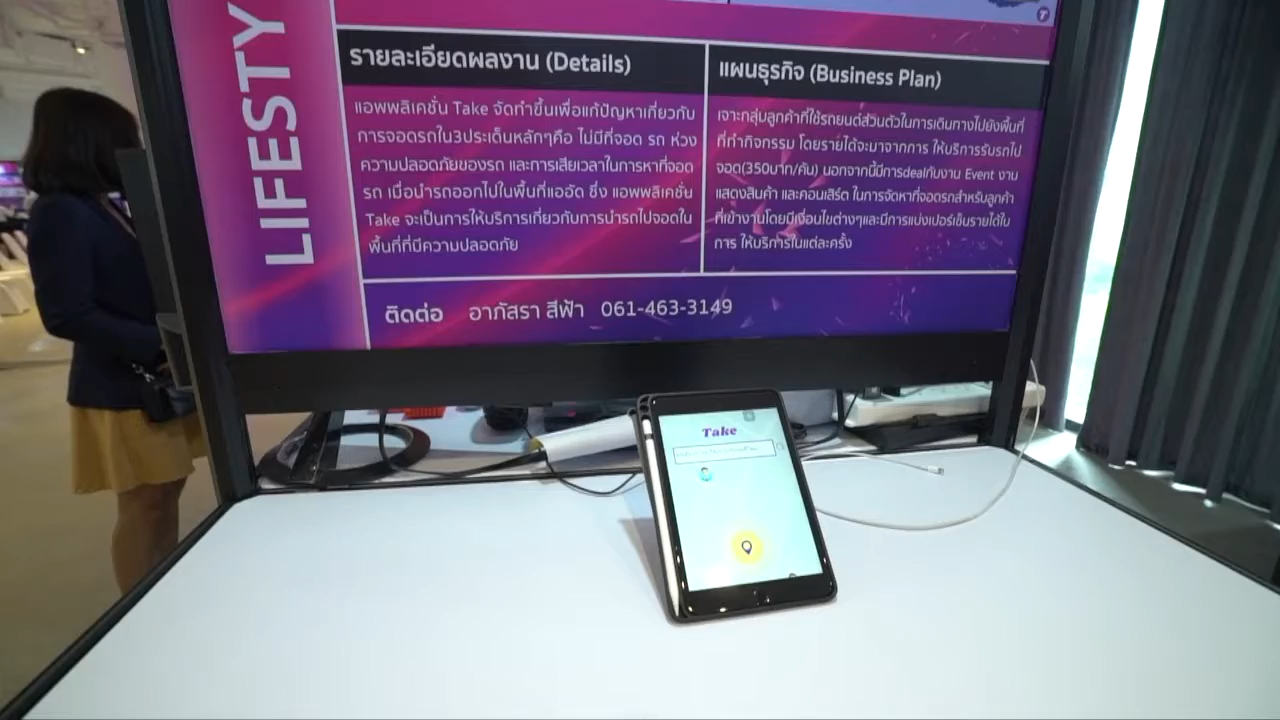 LIFESTY
รายละเอียดผลงาน (Details)
แอพพลิเคชั่น Take จัดทำขึ้นเพื่อแก้ปัญหาเกี่ยวกับ
การจอดรถใน3ประเด็นหลักๆคือ ไม่มีที่จอด รถ ห่วง
ความปลอดภัยของรถ และการเสียเวลาในการหาที่จอด
รถ เมื่อนำรถออกไปในพื้นที่แออัด ซึ่ง แอพพลิเคชั่น
Take จะเป็นการให้บริการเกี่ยวกับการนำรถไปจอดใน
พื้นที่ที่มีความปลอดภัย
แผนธุรกิจ (Business Plan)
เจาะกลุ่มลูกค้าที่ใช้รถยนต์ส่วนตัวในการเดินทางไปยังพื้นที่
ที่ทำกิจกรรม โดยรายได้จะมาจากการ ให้บริการรับรถไป
จอด(350บาท/คัน) นอกจากนี้มีการdealกับงาน Event งาน
แสดงสินค้า และคอนเสิร์ต ในการจัดหาที่จอดรถสำหรับลูกค้า
ที่เข้างานโดยมีเงื่อนไขต่างๆและมีการแบ่งเปอร์เซ็นรายได้ใน
การ ให้บริการในแต่ละครั้ง
ติดต่อ อาภัสรา สีฟ้า 061-463-3149
Take